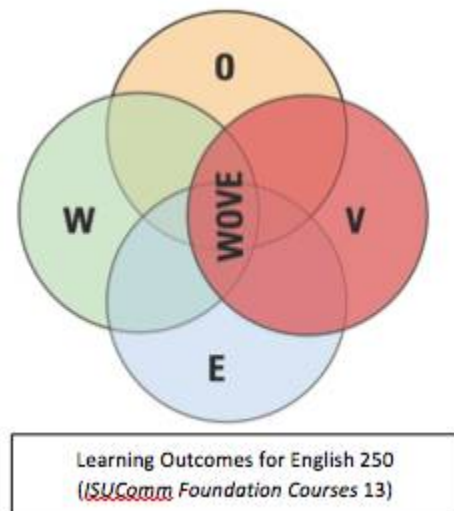 O
W
WOVE
V
E
Learning Outcomes for English 250
(ISUComm Foundation Courses 13)